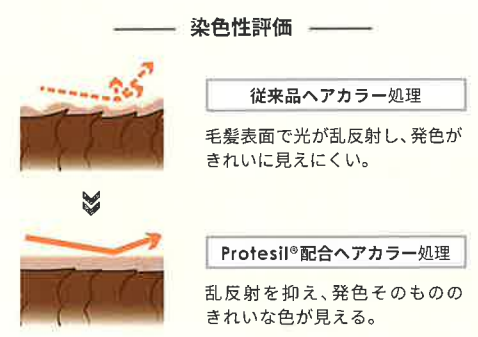 染色性評価
従来品ヘアカラー処理
毛髪表面で光が乱反射し、発色が
きれいに見えにくい。
Protesil®配合ヘアカラー処理
乱反射を抑え、発色そのものの
きれいな色が見える。